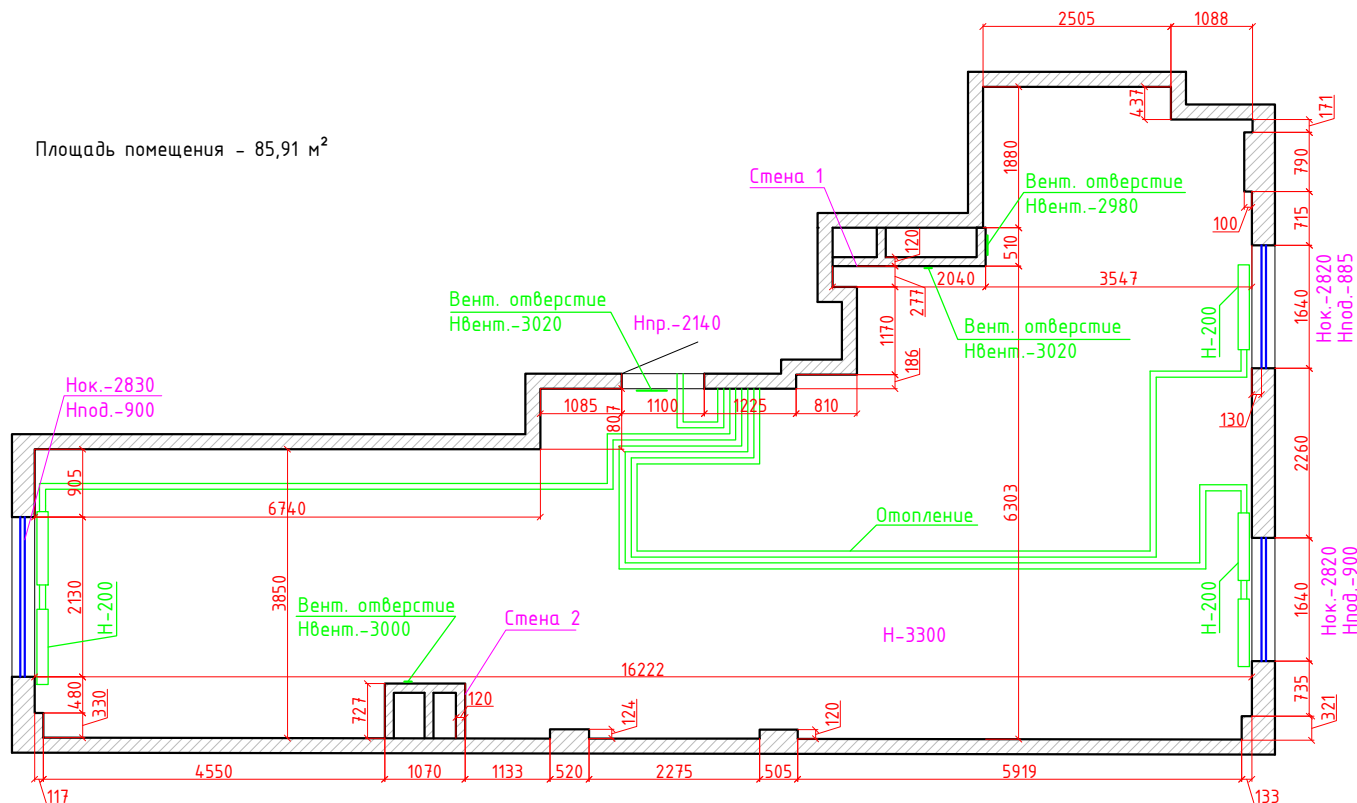 2505
1088
437
171
Площадь помещения - 85,91 м²
1880
790
Стена 1
Вент. отверстие
Нвент.-2980
100
715
120
510
2040
3547
277
Вент. отверстие
Нвент.-3020
Нпр.-2140
1170
Вент. отверстие
Нвент.-3020
Н-200
1640
Нок.-2820
Нпод.-885
186
Нок.-2830
Нпод.-900
1085
1100
1225
810
807
130
905
6740
2260
6303
Отопление
2130
3850
Н-200
Вент. отверстие
Нвент.-3000
Стена 2
Н-3300
Н-200
1640
Нок.-2820
Нпод.-900
16222
480
330
727
120
124
120
735
321
4550
1070
1133
520
2275
505
5919
117
133